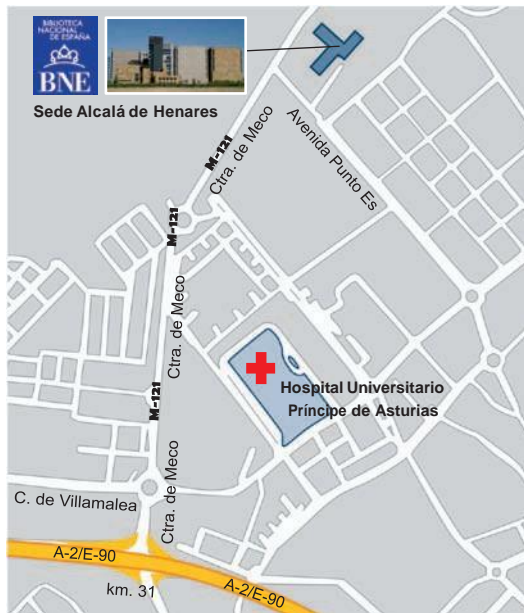 BIBLIOTECA
NACIONAL
DE ESPAÑA
BNE
Sede Alcalá de Henares
Avenida Punto Es
Ctra. de Meco
M-121
M-121
Ctra. de Meco
Hospital Universitario
Príncipe de Asturias
M-121
Ctra. de Meco
C. de Villamalea
A-2/E-90
km. 31
A-2/E-90